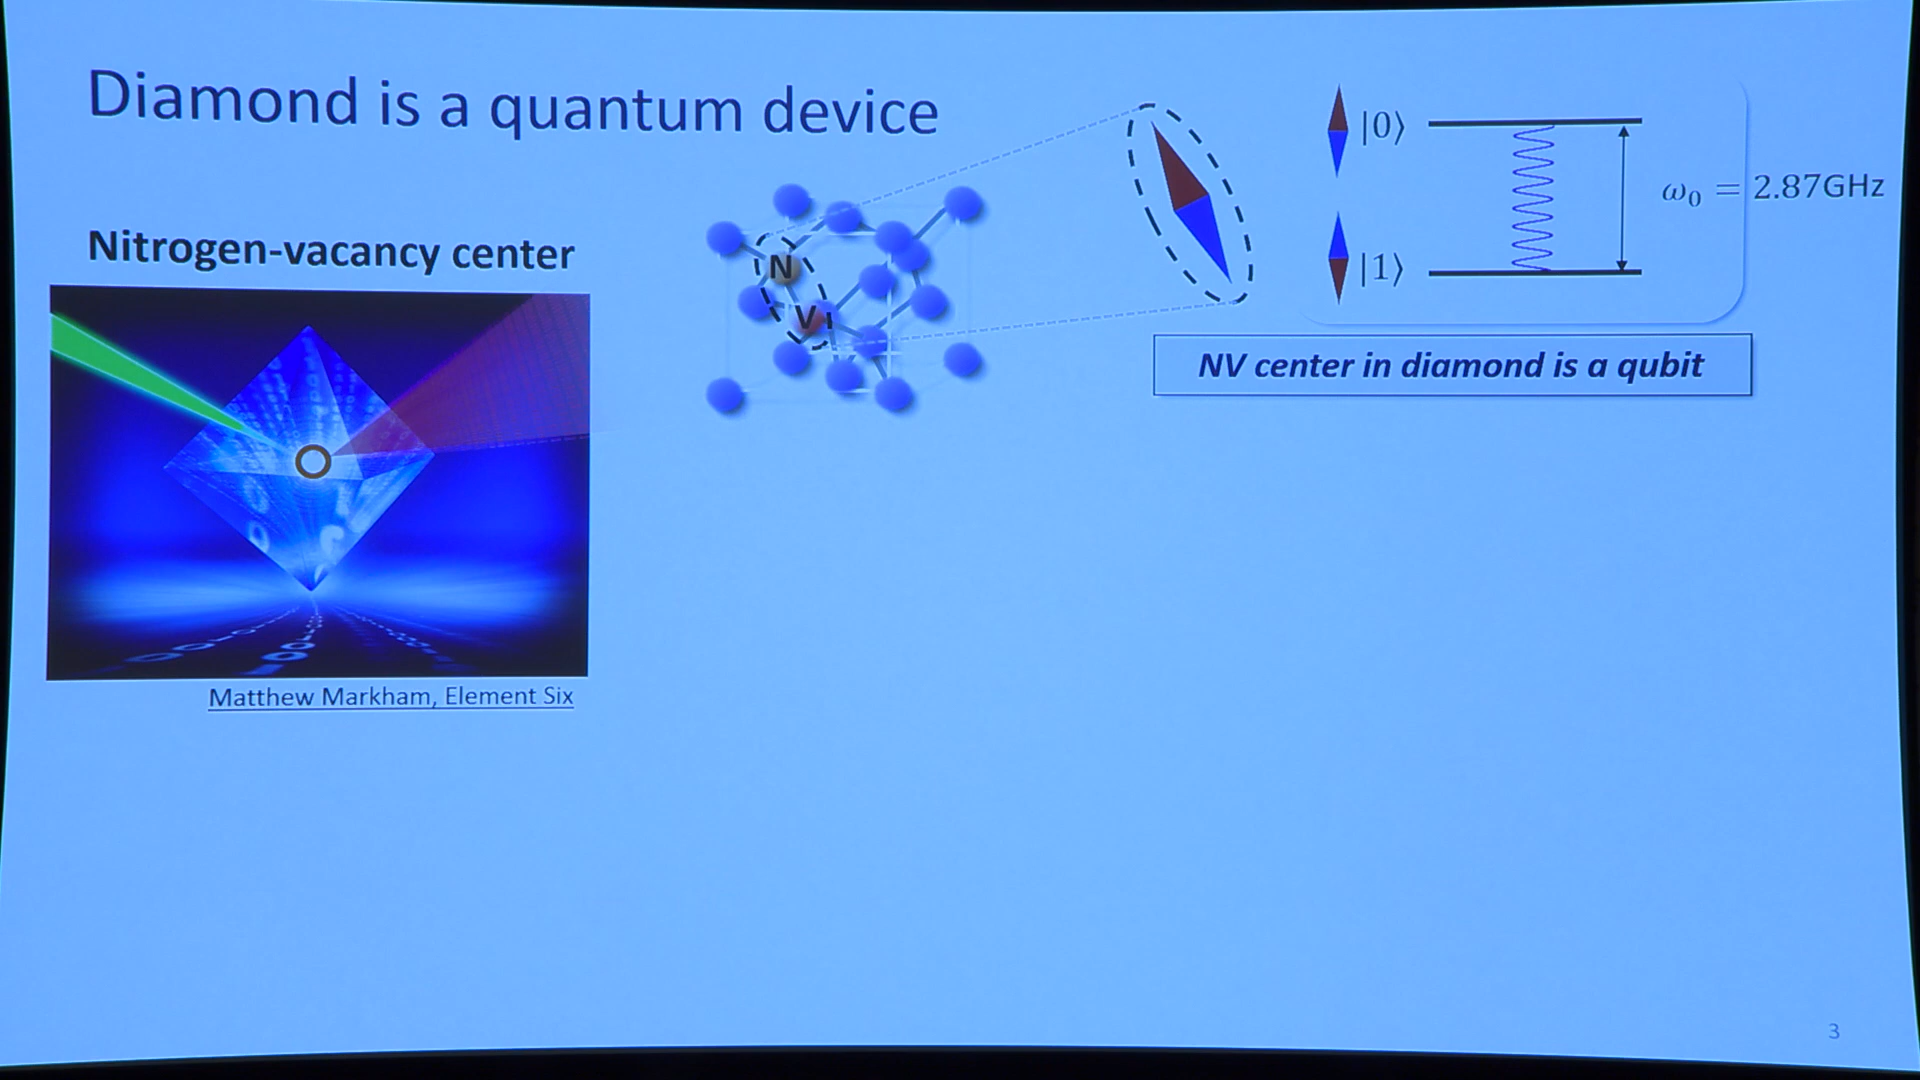 Diamond is a quantum device
|0⟩
ω₀ = 2.87GHz
|1⟩
Nitrogen-vacancy center
N
V
NV center in diamond is a qubit
Matthew Markham, Element Six
3